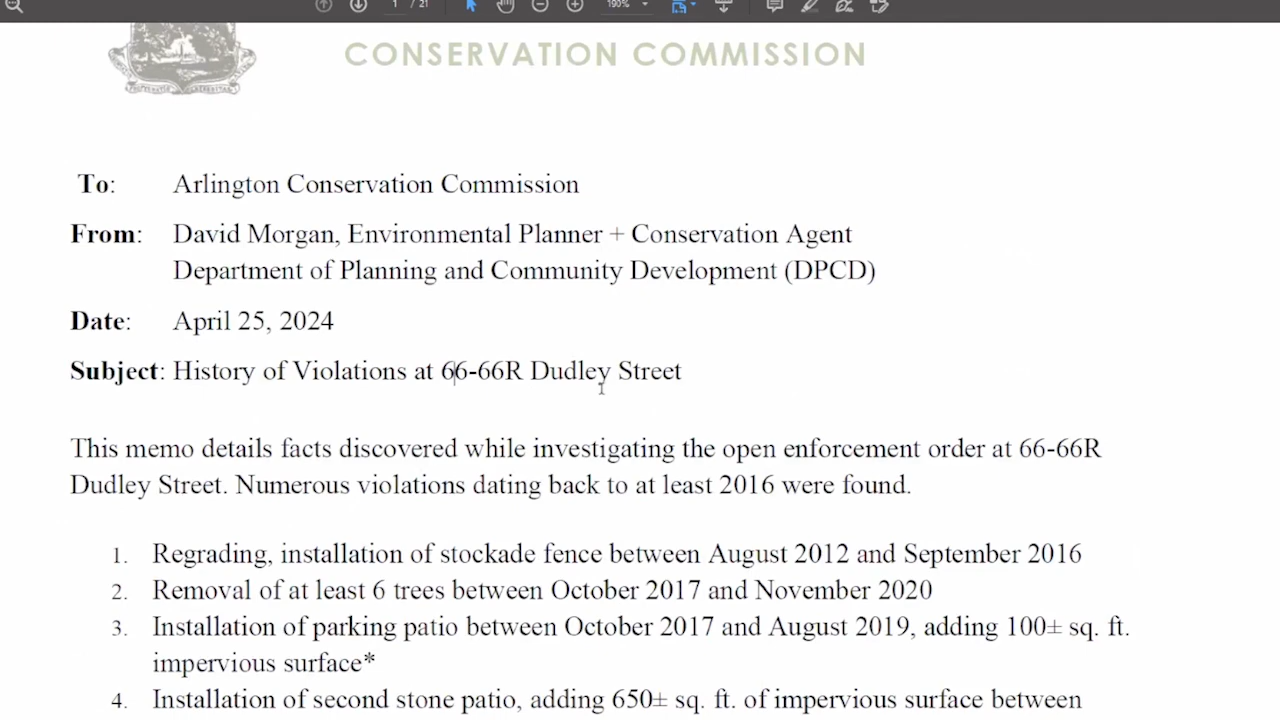 1 / 21
190%
CONSERVATION COMMISSION
To: Arlington Conservation Commission
From: David Morgan, Environmental Planner + Conservation Agent
Department of Planning and Community Development (DPCD)
Date: April 25, 2024
Subject: History of Violations at 66-66R Dudley Street
This memo details facts discovered while investigating the open enforcement order at 66-66R
Dudley Street. Numerous violations dating back to at least 2016 were found.
1. Regrading, installation of stockade fence between August 2012 and September 2016
2. Removal of at least 6 trees between October 2017 and November 2020
3. Installation of parking patio between October 2017 and August 2019, adding 100± sq. ft.
impervious surface*
4. Installation of second stone patio, adding 650± sq. ft. of impervious surface between